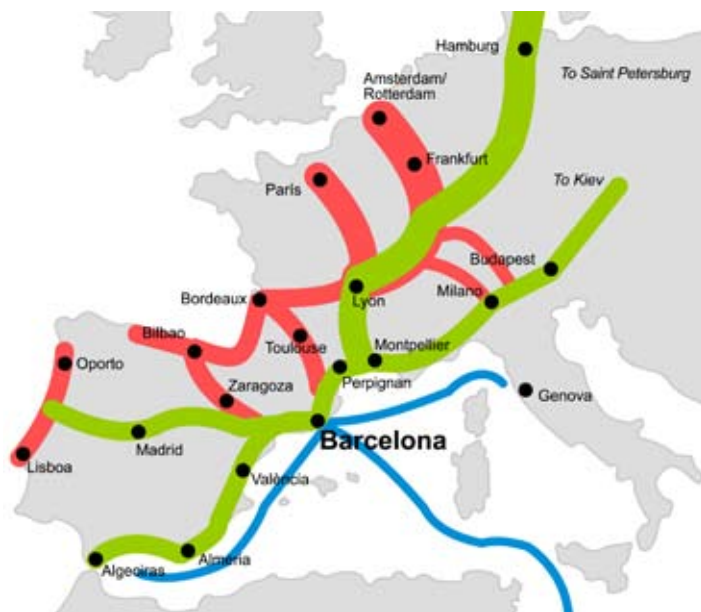 Hamburg
To Saint Petersburg
Amsterdam/
Rotterdam
Frankfurt
París
To Kiev
Budapest
Bordeaux
Lyon
Milano
Bilbao
Toulouse
Montpellier
Oporto
Perpignan
Zaragoza
Genova
Barcelona
Madrid
Lisboa
València
Almeria
Algeciras